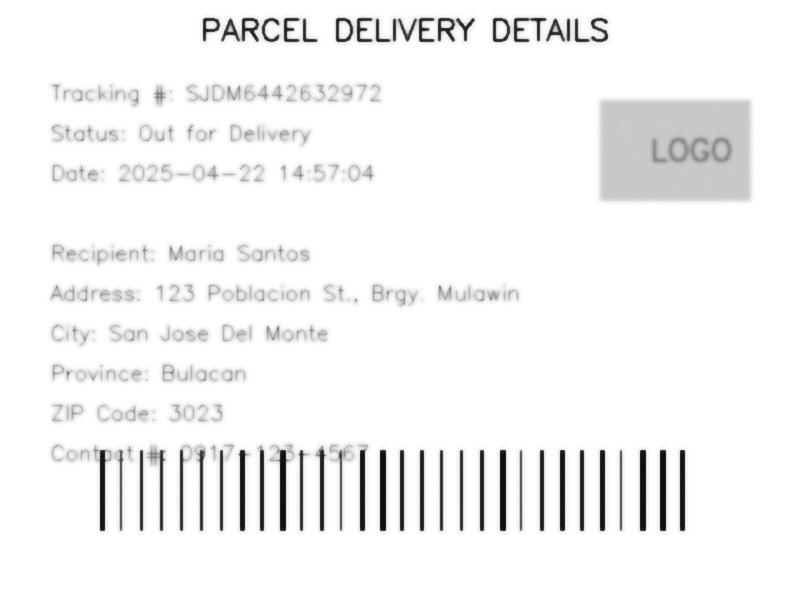 PARCEL DELIVERY DETAILS
Tracking #: SJDM6442632972
Status: Out for Delivery
LOGO
Date: 2025-04-22 14:57:04
Recipient: Maria Santos
Address: 123 Poblacion St., Brgy. Mulawin
City: San Jose Del Monte
Province: Bulacan
ZIP Code: 3023
Contact #: 0917-123-4567